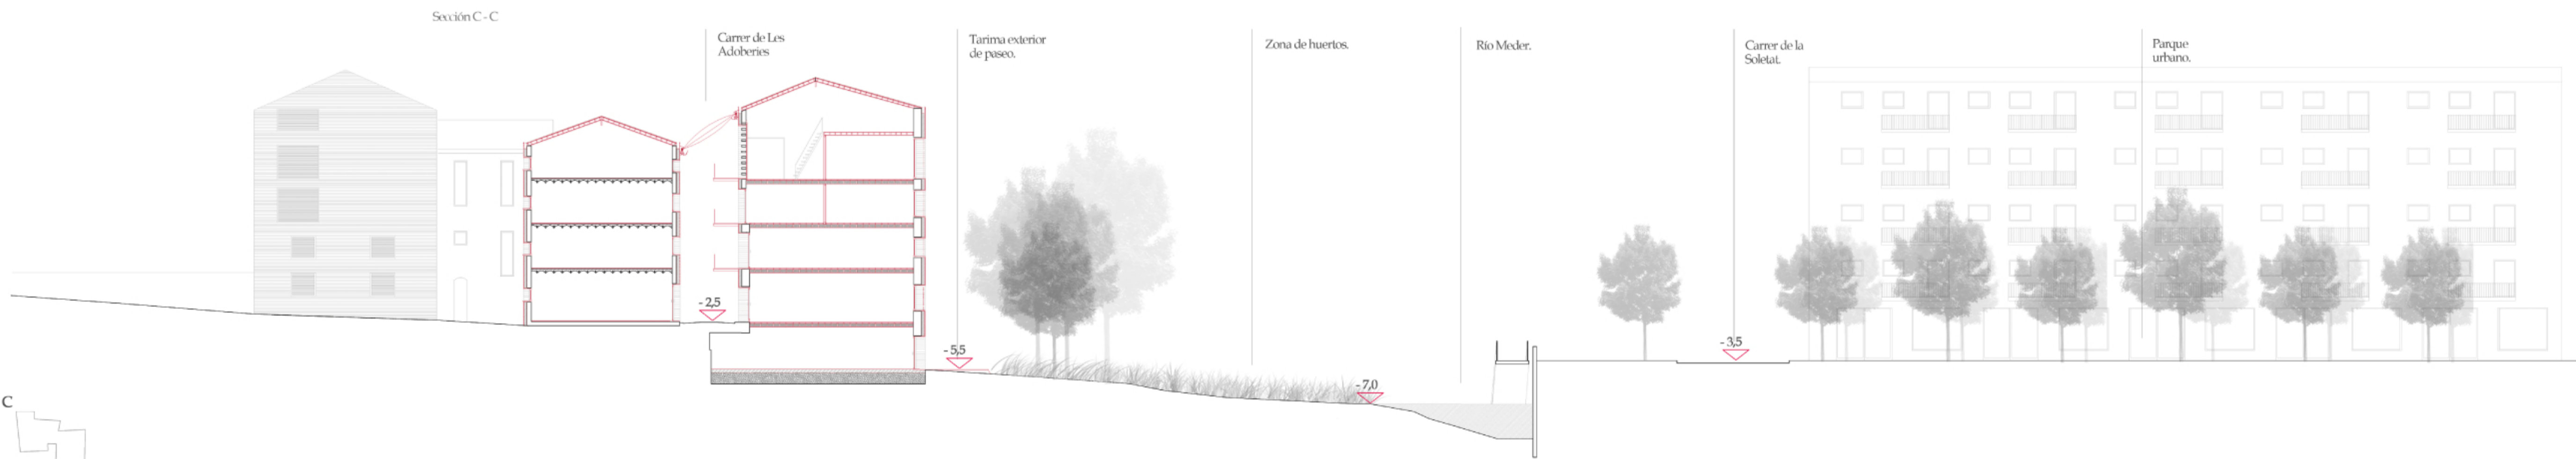 Sección C - C
Carrer de Les
Adoberies
Tarima exterior
de paseo.
Zona de huertos.
Río Meder.
Carrer de la
Soletat.
Parque
urbano.
- 2,5
- 5,5
- 7,0
- 3,5
C